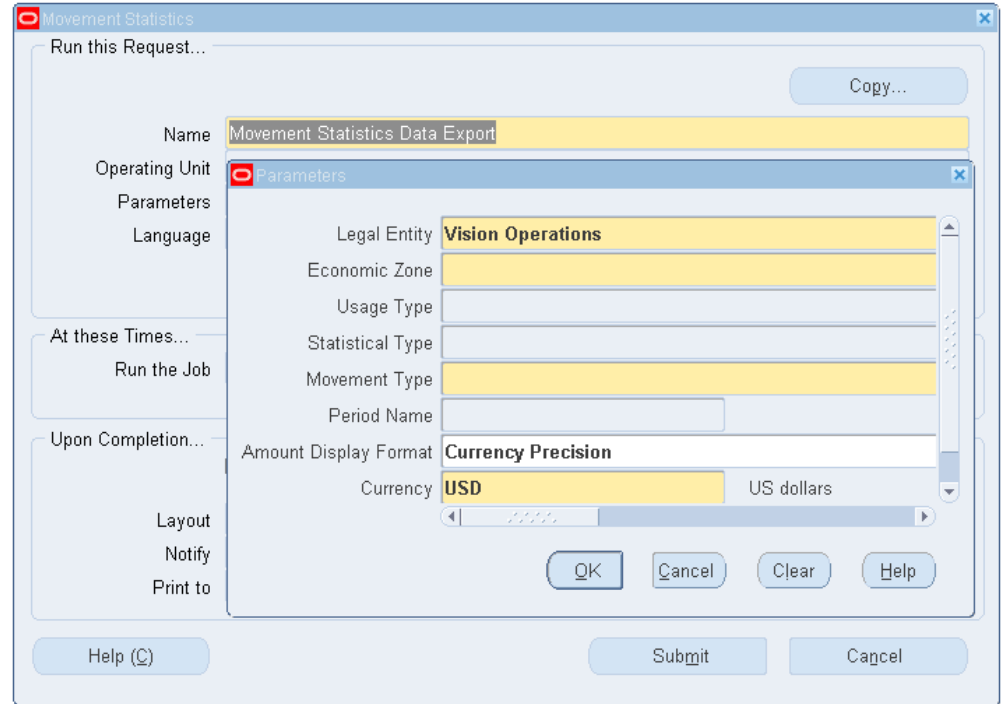 Movement Statistics
Run this Request...
Copy...
Name Movement Statistics Data Export
Operating Unit
Parameters
Language
Parameters
Legal Entity Vision Operations
Economic Zone
Usage Type
Statistical Type
Movement Type
Period Name
Amount Display Format Currency Precision
Currency USD US dollars
OK Cancel Clear Help
At these Times...
Run the Job
Upon Completion...
Layout
Notify
Print to
Help (C) Submit Cancel